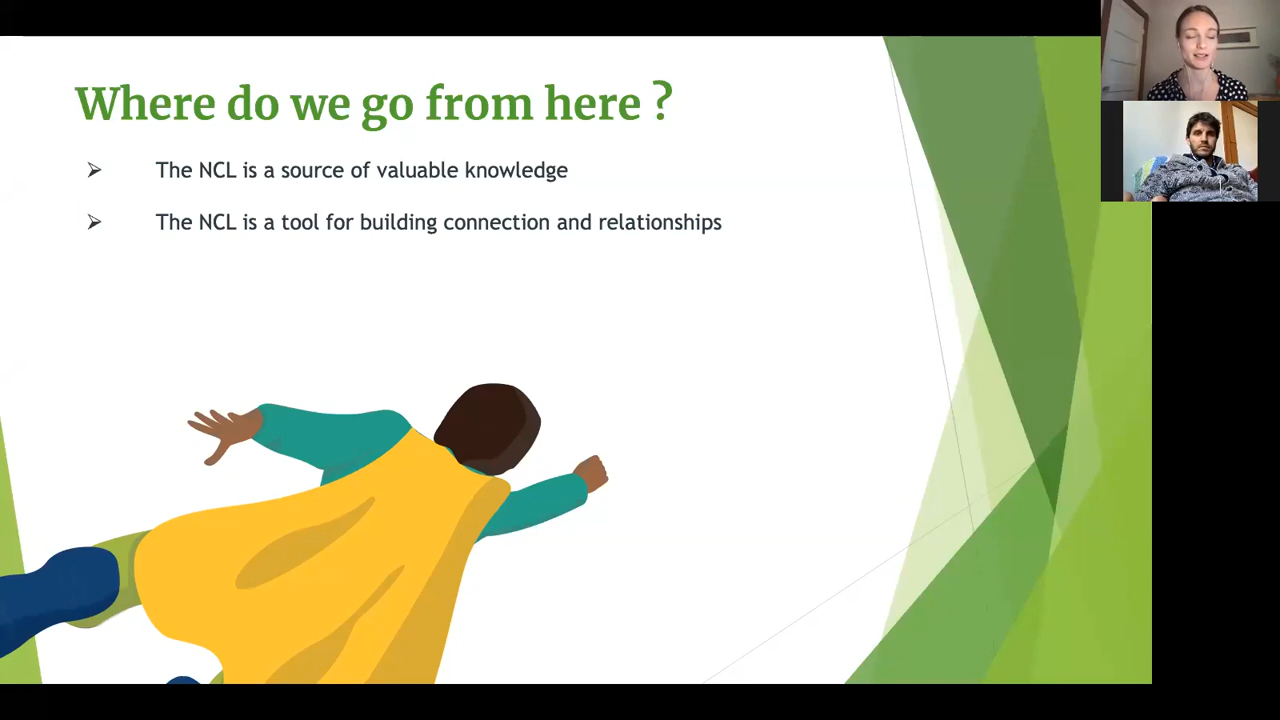 Where do we go from here ?
The NCL is a source of valuable knowledge
The NCL is a tool for building connection and relationships